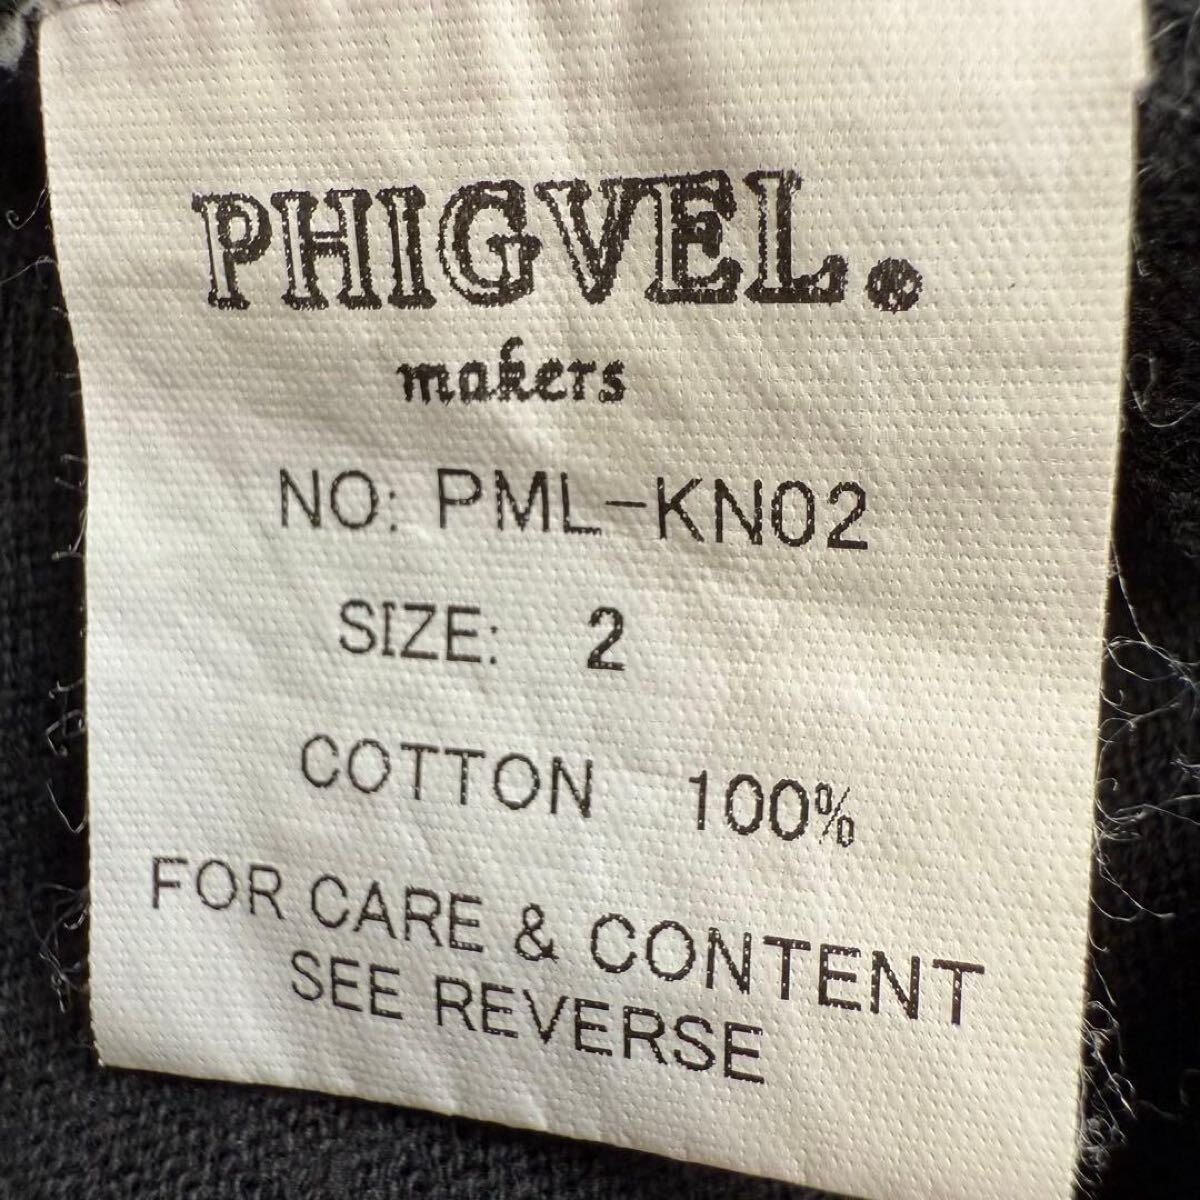 PHIGVEL.
makers
NO: PML-KN02
SIZE: 2
COTTON 100%
FOR CARE & CONTENT
SEE REVERSE